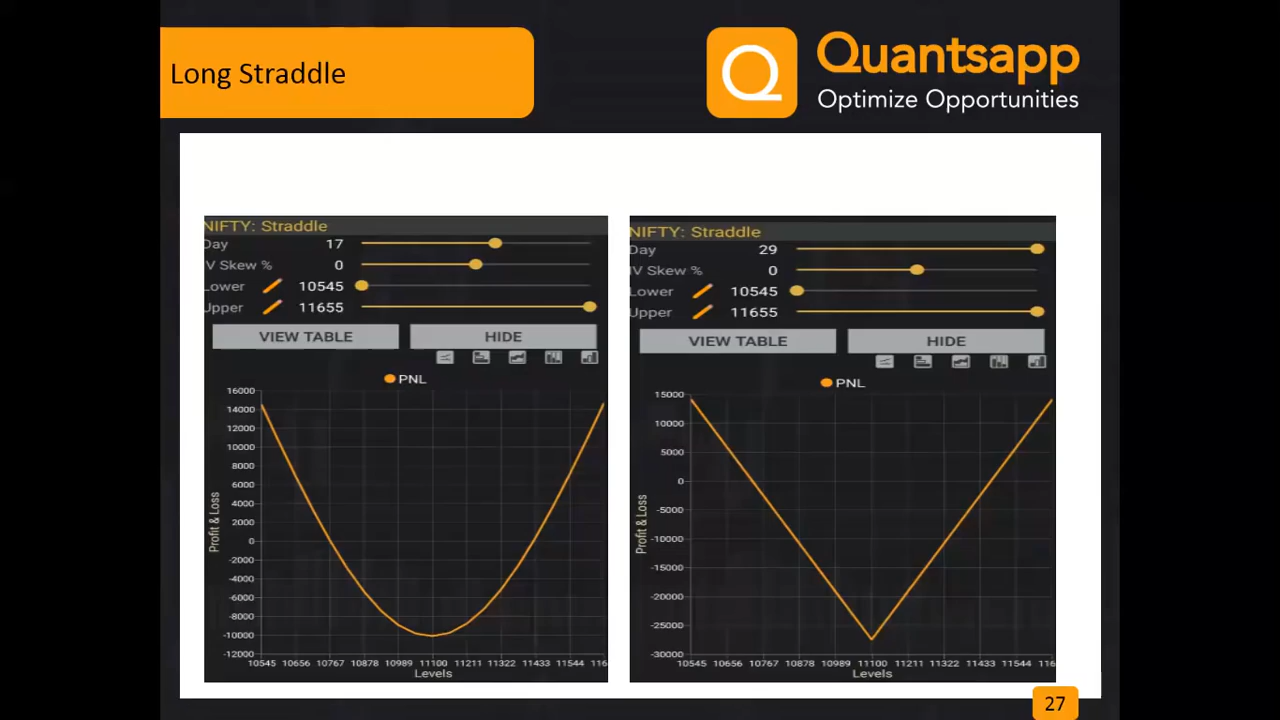 Long Straddle
Q Quantsapp
Optimize Opportunities
NIFTY: Straddle
Day 17
IV Skew % 0
Lower 10545
Upper 11655
VIEW TABLE HIDE
PNL
16000
14000
12000
10000
8000
6000
4000
2000
0
-2000
-4000
-6000
-8000
-10000
-12000
Profit & Loss
10545 10656 10767 10878 10989 11100 11211 11322 11433 11544 116
Levels
NIFTY: Straddle
Day 29
IV Skew % 0
Lower 10545
Upper 11655
VIEW TABLE HIDE
PNL
15000
10000
5000
0
-5000
-10000
-15000
-20000
-25000
-30000
Profit & Loss
10545 10656 10767 10878 10989 11100 11211 11322 11433 11544 116
Levels
27